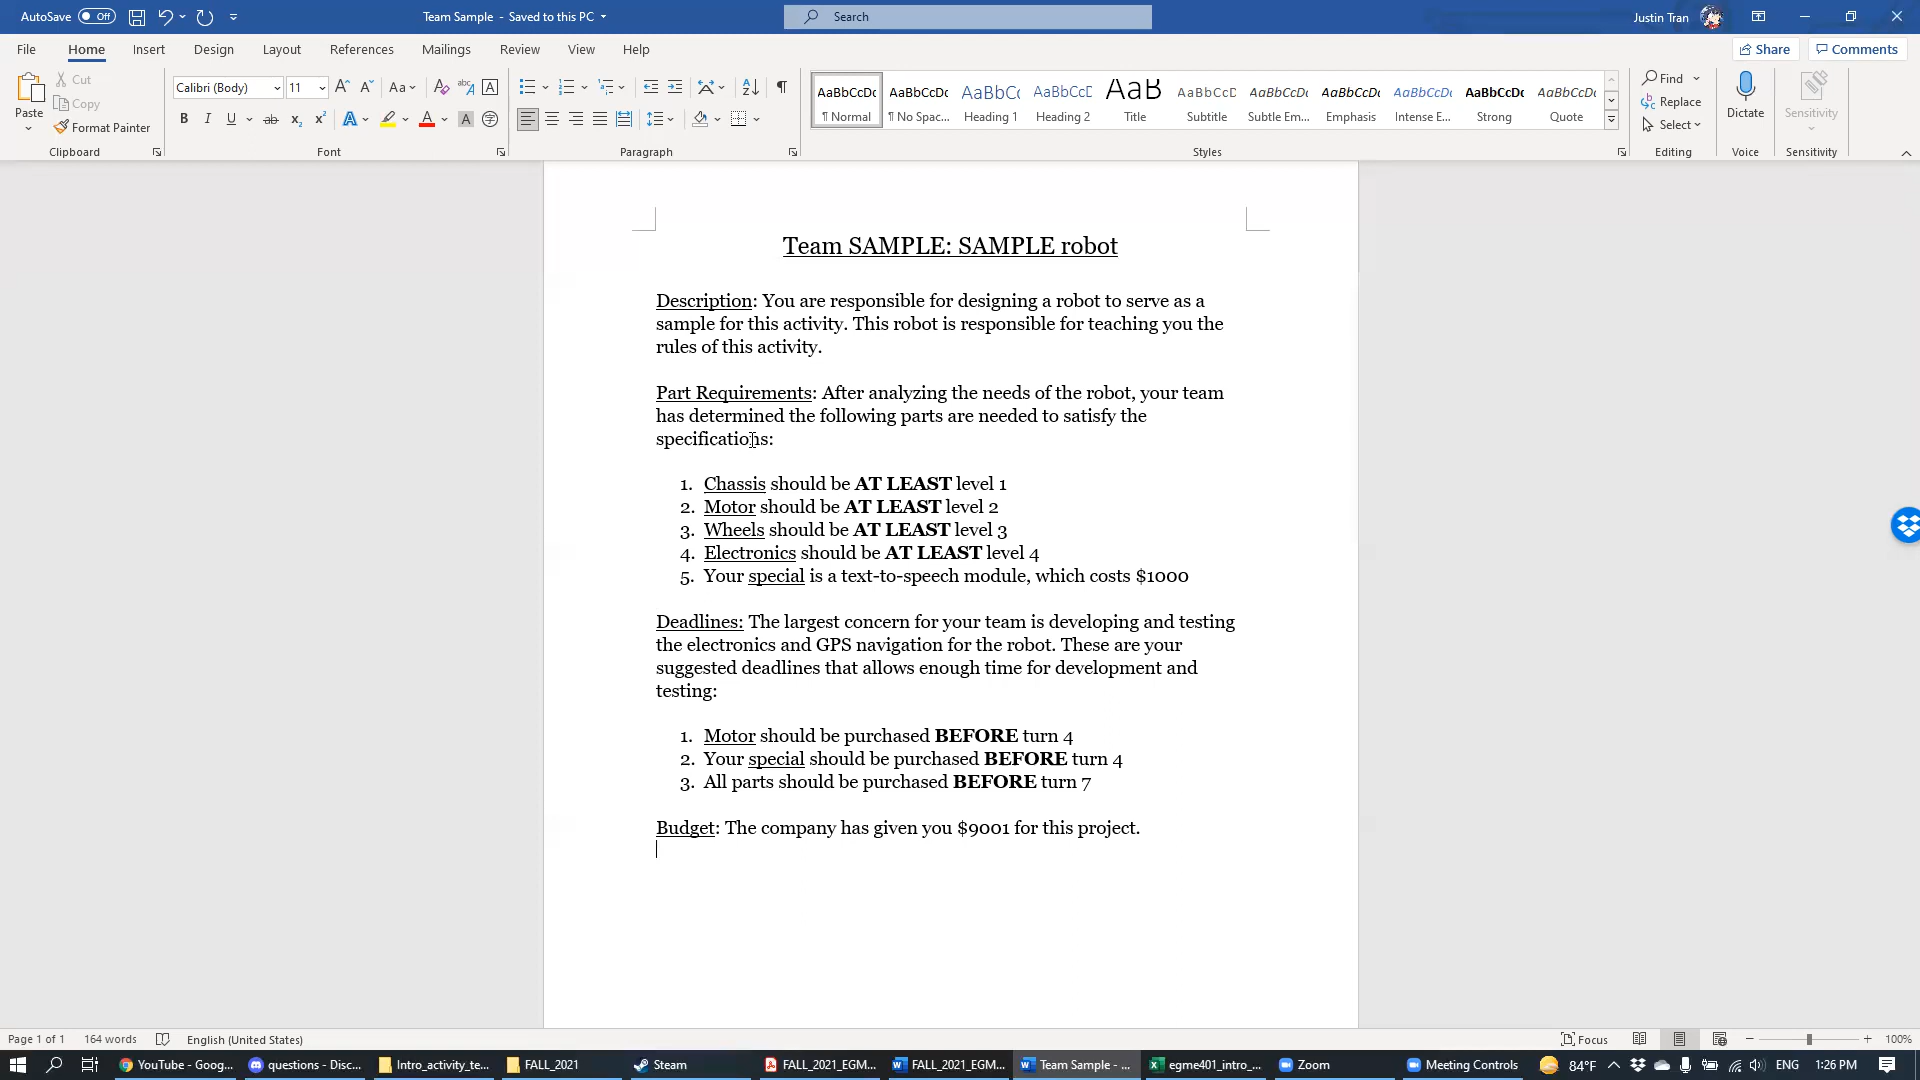 AutoSave Off Team Sample - Saved to this PC Search Justin Tran
File Home Insert Design Layout References Mailings Review View Help Share Comments
Paste Cut Copy Format Painter Clipboard
Calibri (Body) 11 Aa Font
Paragraph
AaBbCcDc ¶ Normal
AaBbCcDc ¶ No Spac...
AaBbC Heading 1
AaBbCcC Heading 2
AaB Title
AaBbCcD Subtitle
AaBbCcDc Subtle Em...
AaBbCcDc Emphasis
AaBbCcDc Intense E...
AaBbCcDc Strong
AaBbCcDc Quote
Styles
Find Replace Select Editing
Dictate Voice
Sensitivity Sensitivity
Team SAMPLE: SAMPLE robot
Description: You are responsible for designing a robot to serve as a
sample for this activity. This robot is responsible for teaching you the
rules of this activity.
Part Requirements: After analyzing the needs of the robot, your team
has determined the following parts are needed to satisfy the
specifications:
1. Chassis should be AT LEAST level 1
2. Motor should be AT LEAST level 2
3. Wheels should be AT LEAST level 3
4. Electronics should be AT LEAST level 4
5. Your special is a text-to-speech module, which costs $1000
Deadlines: The largest concern for your team is developing and testing
the electronics and GPS navigation for the robot. These are your
suggested deadlines that allows enough time for development and
testing:
1. Motor should be purchased BEFORE turn 4
2. Your special should be purchased BEFORE turn 4
3. All parts should be purchased BEFORE turn 7
Budget: The company has given you $9001 for this project.
Page 1 of 1 164 words English (United States) Focus 100%
YouTube - Goog... questions - Disc... Intro_activity_te... FALL_2021 Steam FALL_2021_EGM... FALL_2021_EGM... Team Sample - ... egme401_intro_... Zoom Meeting Controls 84°F ENG 1:26 PM